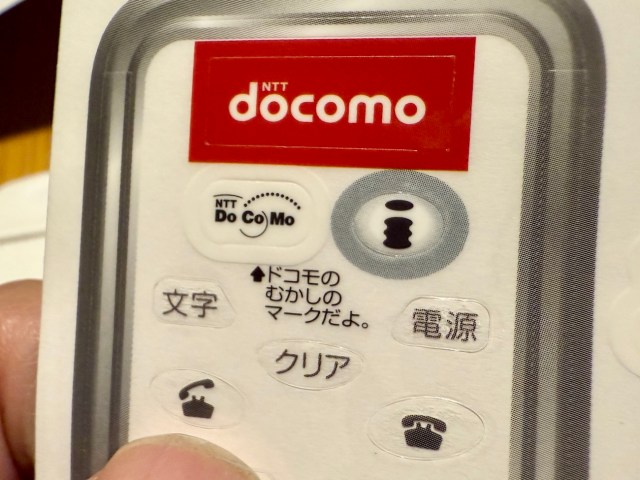 NTT
docomo
NTT
DoCoMo
↑ドコモの
むかしの
マークだよ。
文字
電源
クリア